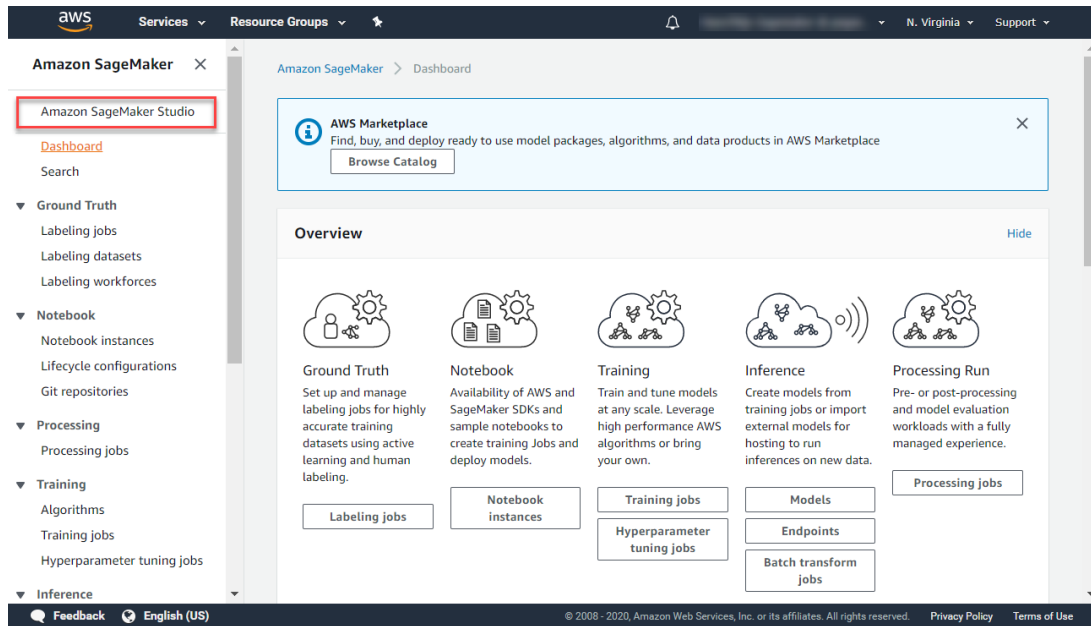 aws Services Resource Groups N. Virginia Support
Amazon SageMaker
Amazon SageMaker Studio
Dashboard
Search
Ground Truth
Labeling jobs
Labeling datasets
Labeling workforces
Notebook
Notebook instances
Lifecycle configurations
Git repositories
Processing
Processing jobs
Training
Algorithms
Training jobs
Hyperparameter tuning jobs
Inference
Amazon SageMaker > Dashboard
AWS Marketplace
Find, buy, and deploy ready to use model packages, algorithms, and data products in AWS Marketplace
Browse Catalog
Overview Hide
Ground Truth
Set up and manage
labeling jobs for highly
accurate training
datasets using active
learning and human
labeling.
Labeling jobs
Notebook
Availability of AWS and
SageMaker SDKs and
sample notebooks to
create training Jobs and
deploy models.
Notebook
instances
Training
Train and tune models
at any scale. Leverage
high performance AWS
algorithms or bring
your own.
Training jobs
Hyperparameter
tuning jobs
Inference
Create models from
training jobs or import
external models for
hosting to run
inferences on new data.
Models
Endpoints
Batch transform
jobs
Processing Run
Pre- or post-processing
and model evaluation
workloads with a fully
managed experience.
Processing jobs
Feedback English (US) © 2008 - 2020, Amazon Web Services, Inc. or its affiliates. All rights reserved. Privacy Policy Terms of Use